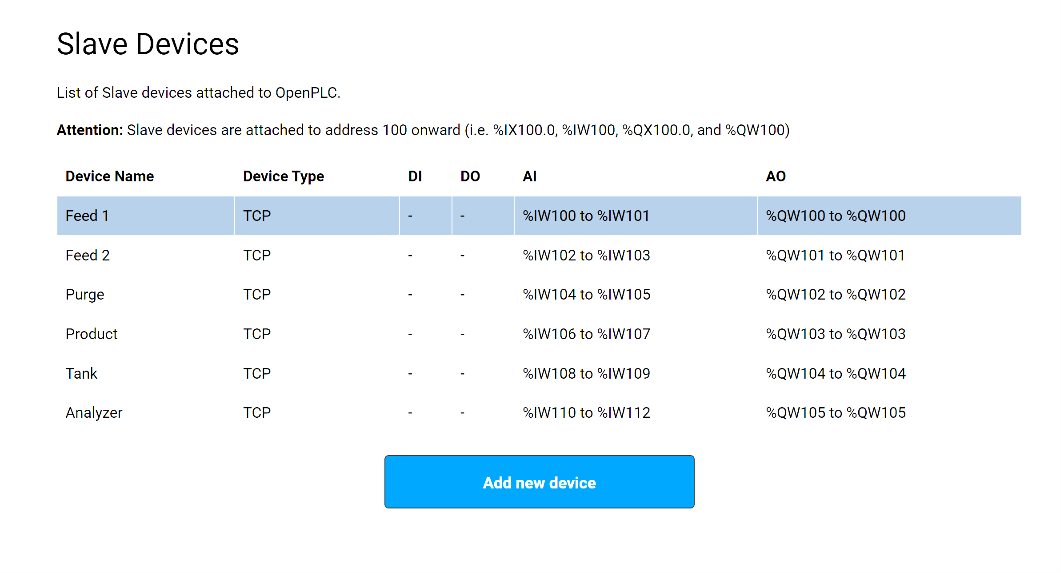 Slave Devices
List of Slave devices attached to OpenPLC.
Attention: Slave devices are attached to address 100 onward (i.e. %IX100.0, %IW100, %QX100.0, and %QW100)
Device Name Device Type DI DO AI AO
Feed 1 TCP - - %IW100 to %IW101 %QW100 to %QW100
Feed 2 TCP - - %IW102 to %IW103 %QW101 to %QW101
Purge TCP - - %IW104 to %IW105 %QW102 to %QW102
Product TCP - - %IW106 to %IW107 %QW103 to %QW103
Tank TCP - - %IW108 to %IW109 %QW104 to %QW104
Analyzer TCP - - %IW110 to %IW112 %QW105 to %QW105
Add new device